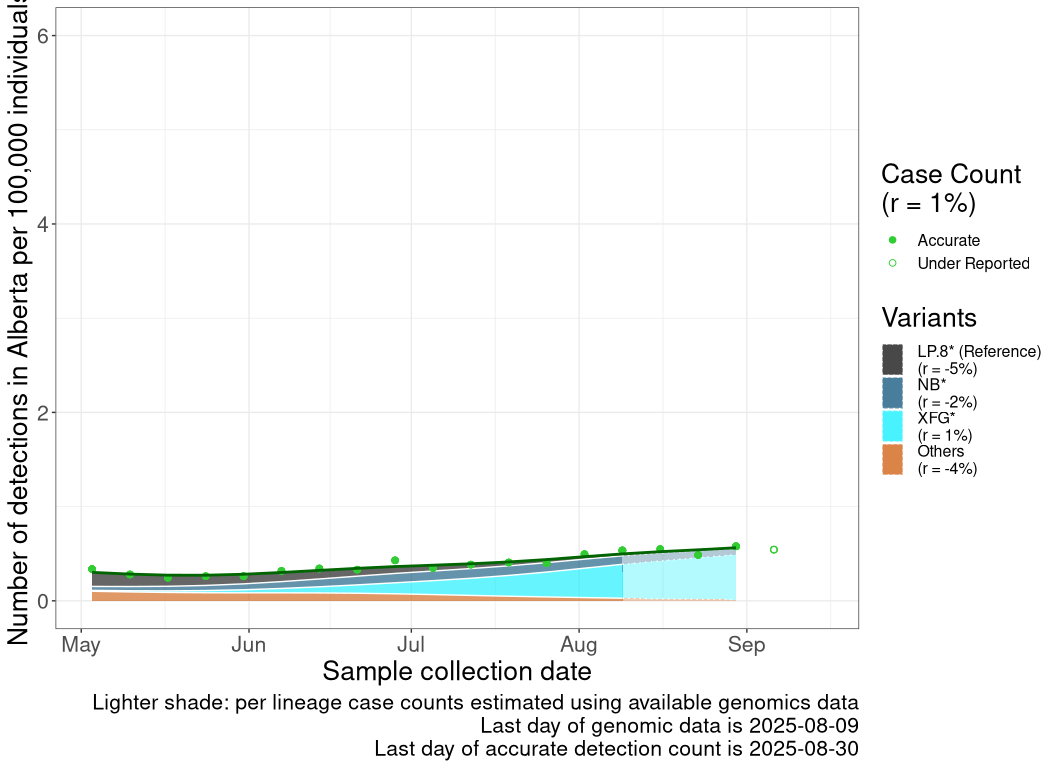 Number of detections in Alberta per 100,000 individuals
6
4
2
0
May Jun Jul Aug Sep
Sample collection date
Lighter shade: per lineage case counts estimated using available genomics data
Last day of genomic data is 2025-08-09
Last day of accurate detection count is 2025-08-30
Case Count
(r = 1%)
Accurate
Under Reported
Variants
LP.8* (Reference)
(r = -5%)
NB*
(r = -2%)
XFG*
(r = 1%)
Others
(r = -4%)